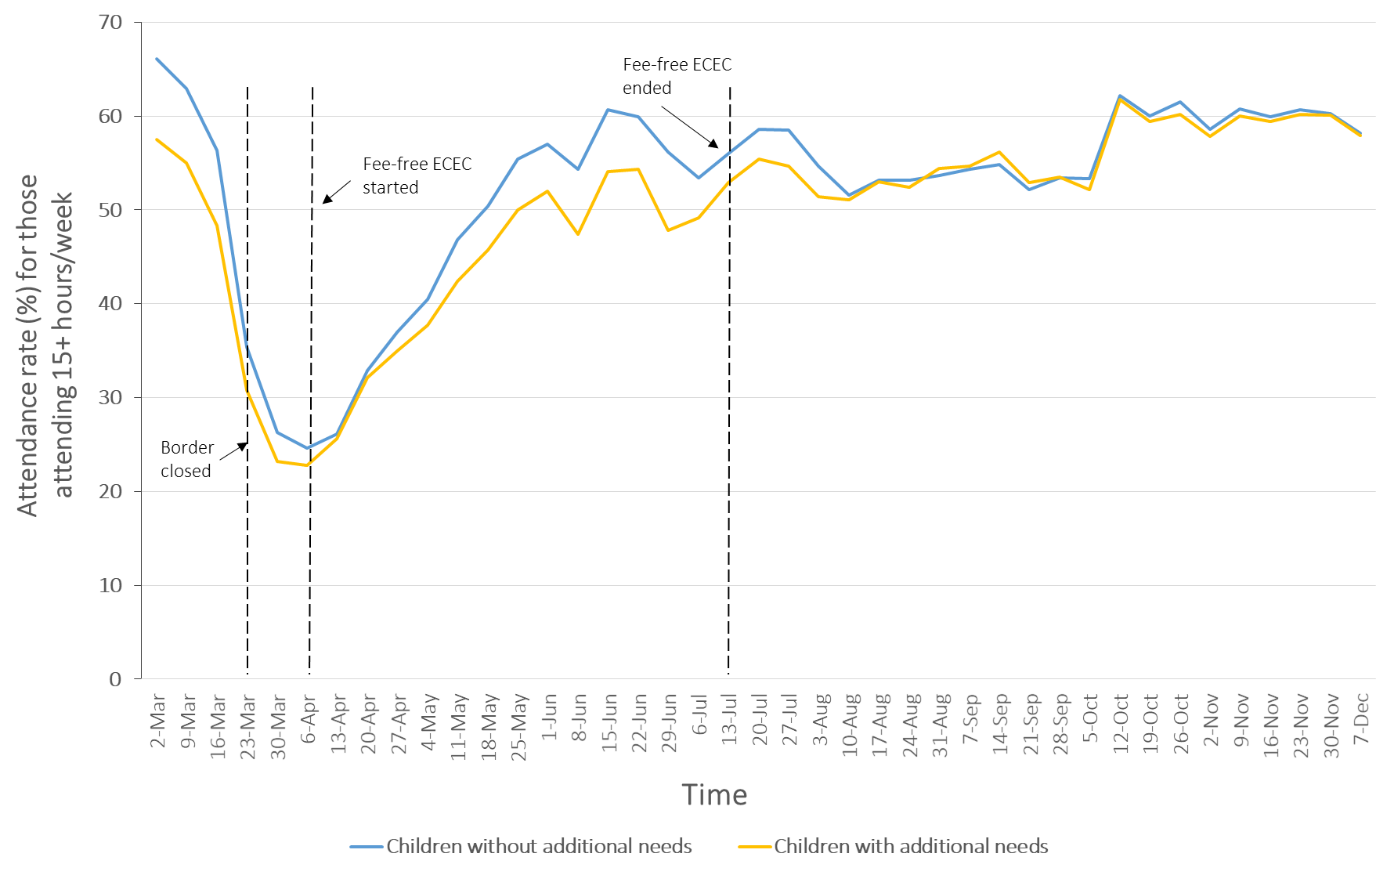 70
60
50
40
30
20
10
0
Attendance rate (%) for those
attending 15+ hours/week
Fee-free ECEC
ended
Fee-free ECEC
started
Border
closed
2-Mar
9-Mar
16-Mar
23-Mar
30-Mar
6-Apr
13-Apr
20-Apr
27-Apr
4-May
11-May
18-May
25-May
1-Jun
8-Jun
15-Jun
22-Jun
29-Jun
6-Jul
13-Jul
20-Jul
27-Jul
3-Aug
10-Aug
17-Aug
24-Aug
31-Aug
7-Sep
14-Sep
21-Sep
28-Sep
5-Oct
12-Oct
19-Oct
26-Oct
2-Nov
9-Nov
16-Nov
23-Nov
30-Nov
7-Dec
Time
Children without additional needs
Children with additional needs